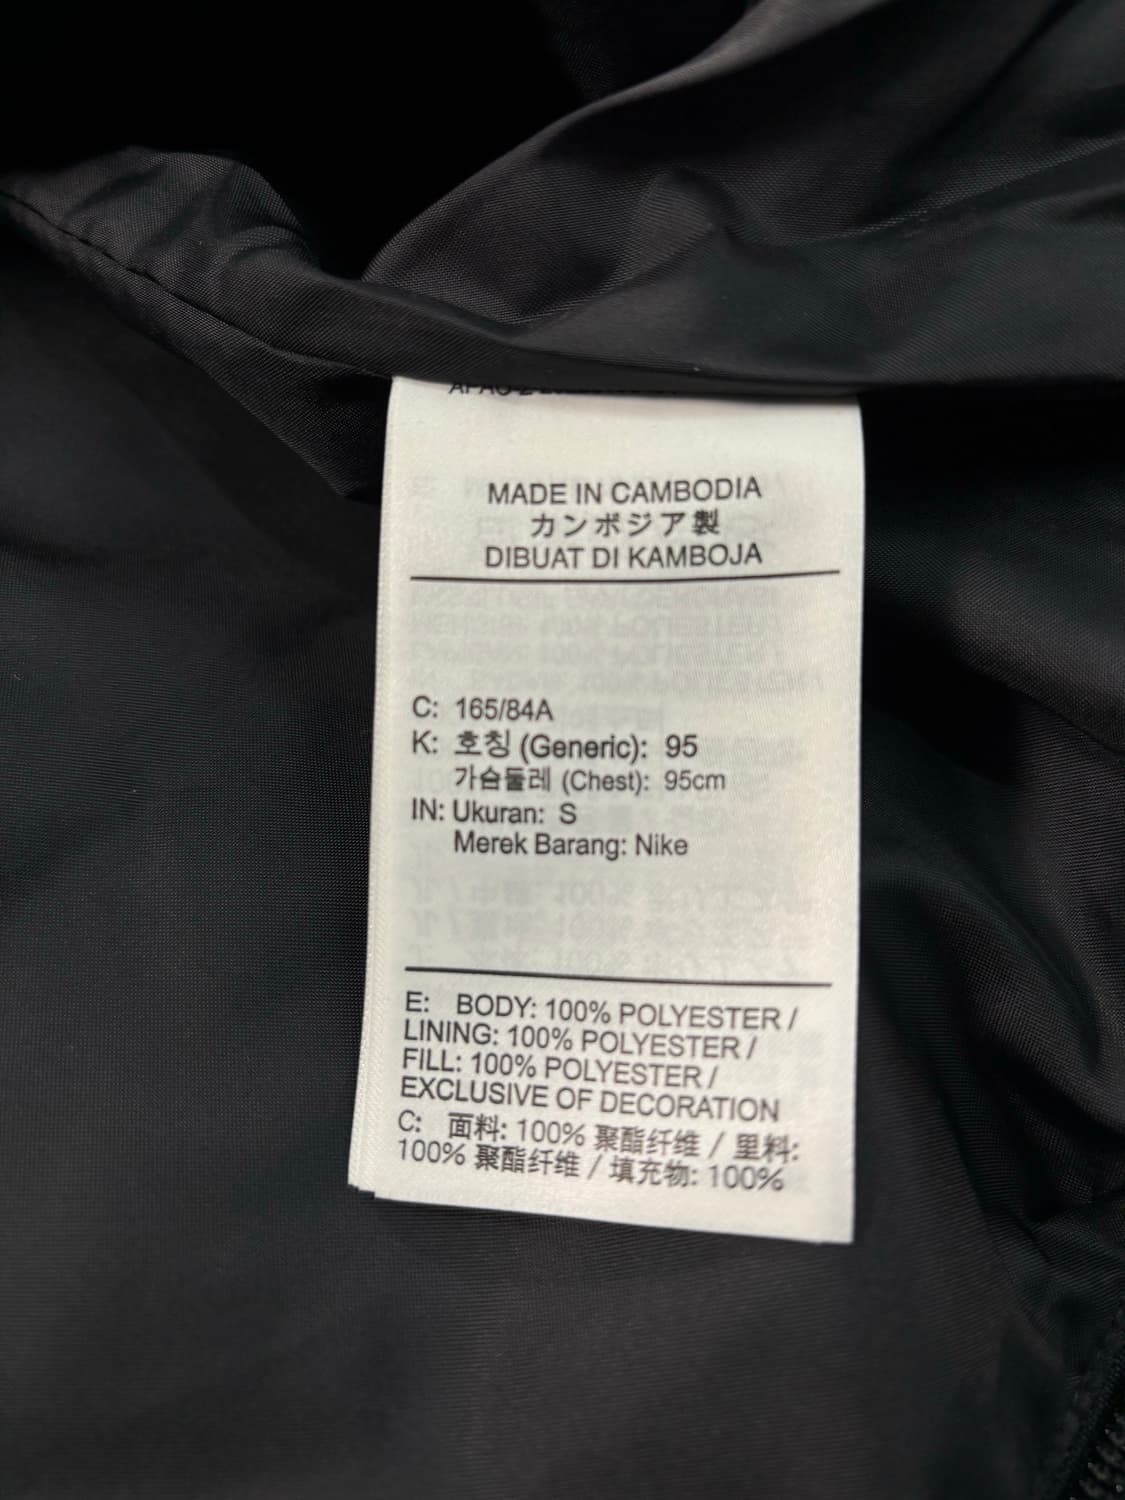 MADE IN CAMBODIA
カンボジア製
DIBUAT DI KAMBOJA
C: 165/84A
K: 호칭 (Generic): 95
가슴둘레 (Chest): 95cm
IN: Ukuran: S
Merek Barang: Nike
E: BODY: 100% POLYESTER /
LINING: 100% POLYESTER /
FILL: 100% POLYESTER /
EXCLUSIVE OF DECORATION
C: 面料: 100% 聚酯纤维 / 里料:
100% 聚酯纤维 / 填充物: 100%